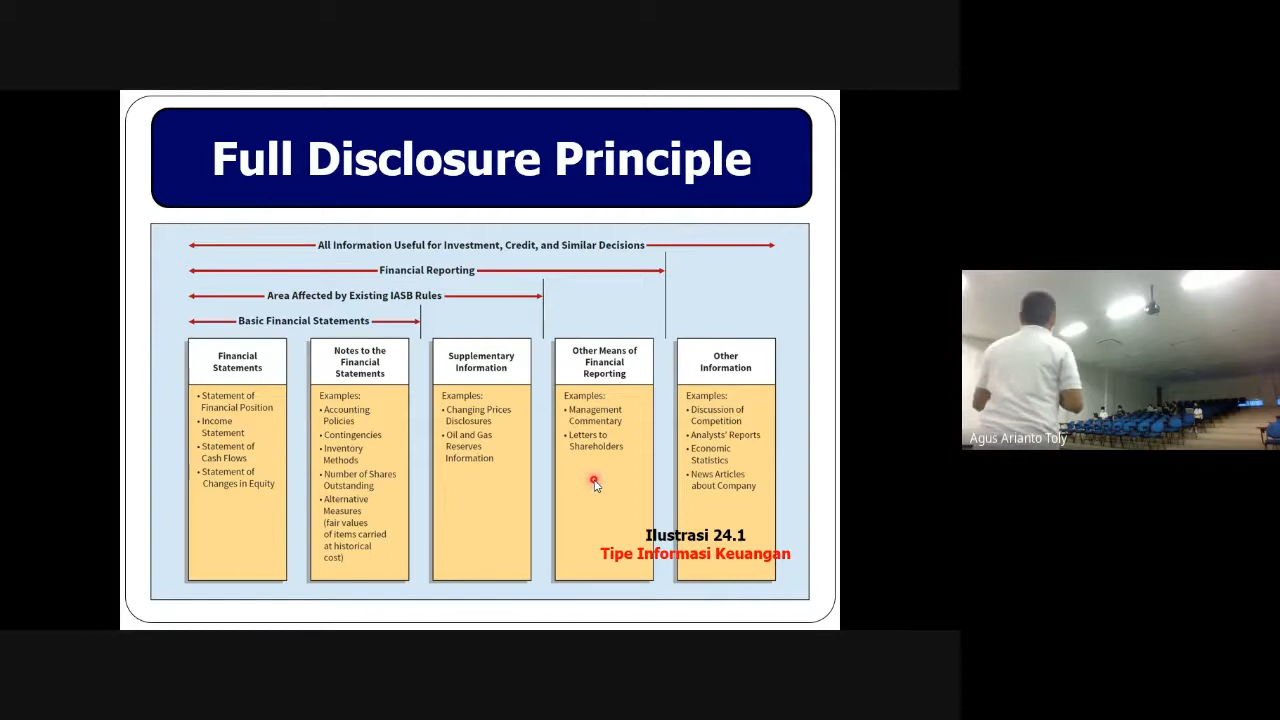 Full Disclosure Principle
All Information Useful for Investment, Credit, and Similar Decisions
Financial Reporting
Area Affected by Existing IASB Rules
Basic Financial Statements
Financial
Statements
• Statement of
Financial Position
• Income
Statement
• Statement of
Cash Flows
• Statement of
Changes in Equity
Notes to the
Financial
Statements
Examples:
• Accounting
Policies
• Contingencies
• Inventory
Methods
• Number of Shares
Outstanding
• Alternative
Measures
(fair values
of items carried
at historical
cost)
Supplementary
Information
Examples:
• Changing Prices
Disclosures
• Oil and Gas
Reserves
Information
Other Means of
Financial
Reporting
Examples:
• Management
Commentary
• Letters to
Shareholders
Other
Information
Examples:
• Discussion of
Competition
• Analysts' Reports
• Economic
Statistics
• News Articles
about Company
Ilustrasi 24.1
Tipe Informasi Keuangan
Agus Arianto Toly